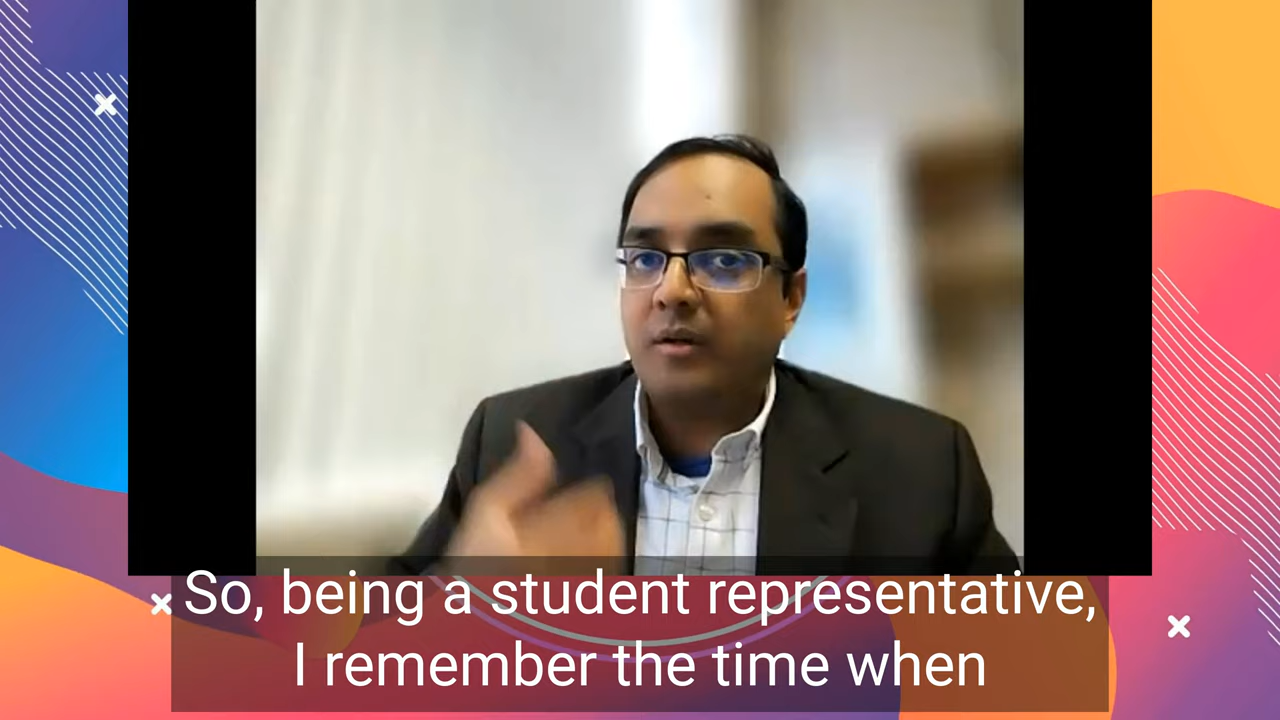 So, being a student representative,
I remember the time when